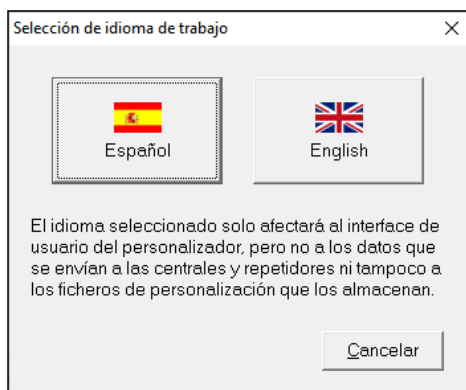 Selección de idioma de trabajo
Español
English
El idioma seleccionado solo afectará al interface de
usuario del personalizador, pero no a los datos que
se envían a las centrales y repetidores ni tampoco a
los ficheros de personalización que los almacenan.
Cancelar